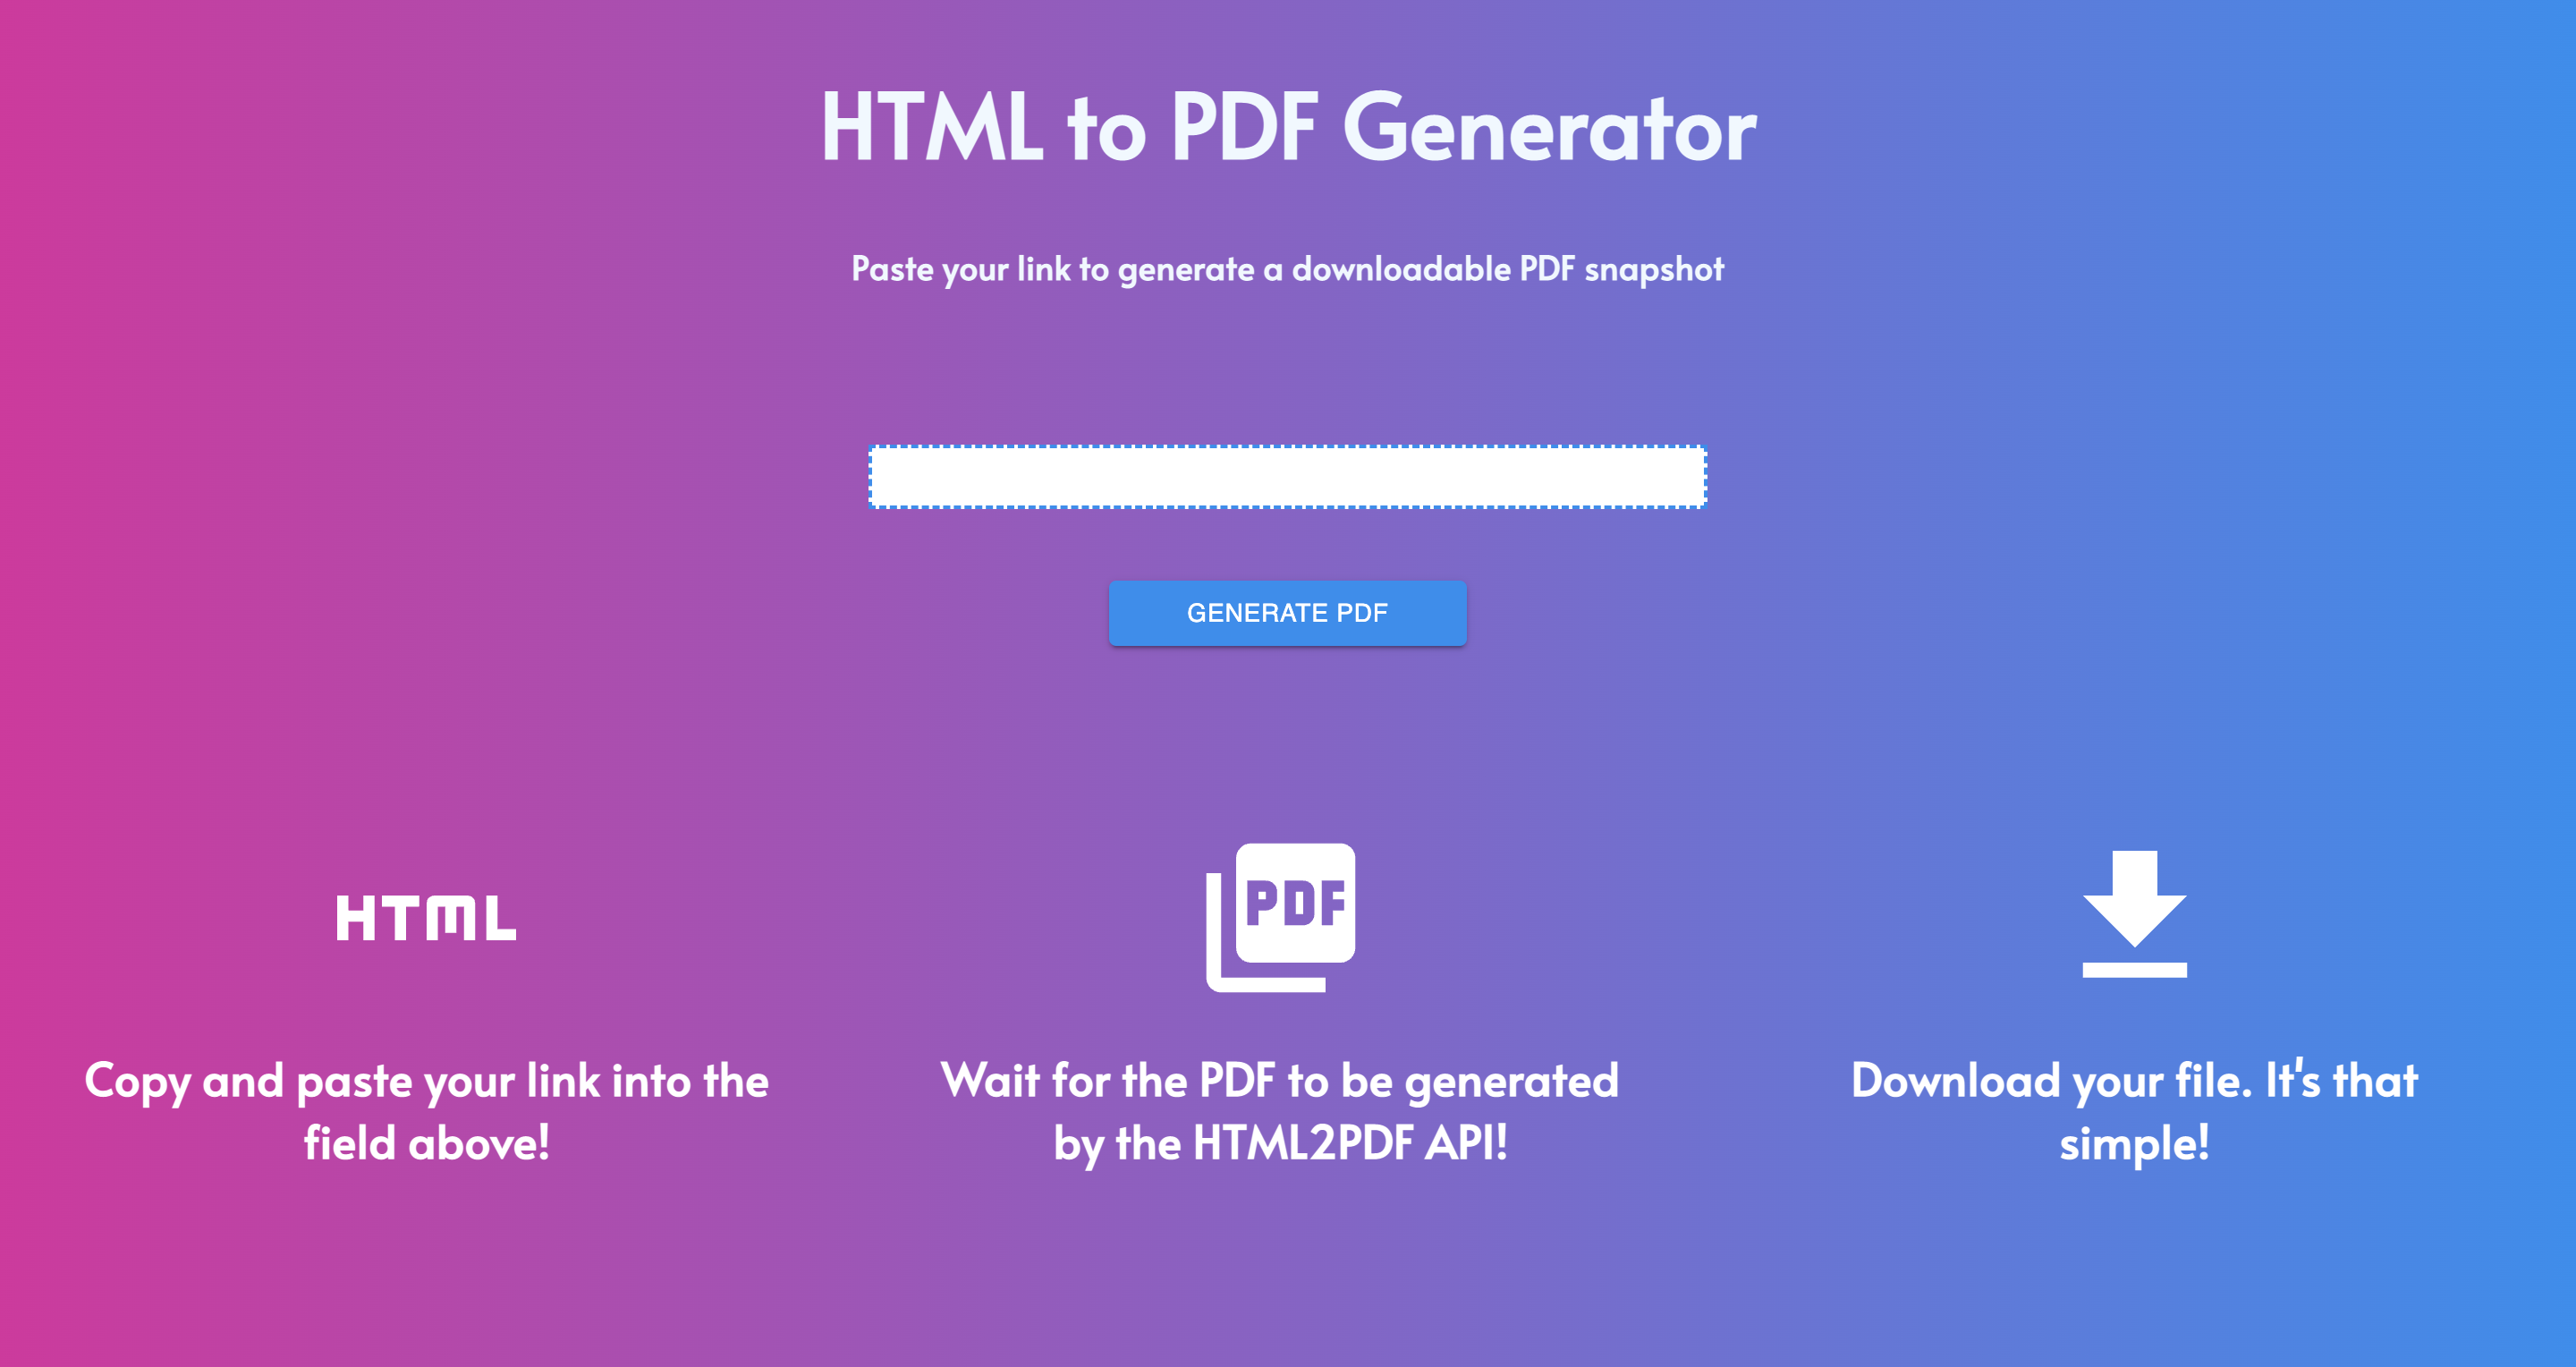 HTML to PDF Generator
Paste your link to generate a downloadable PDF snapshot
GENERATE PDF
HTML
Copy and paste your link into the
field above!
PDF
Wait for the PDF to be generated
by the HTML2PDF API!
Download your file. It's that
simple!